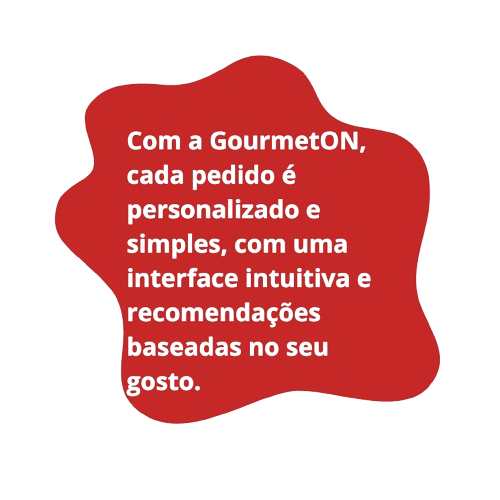 Com a GourmetON,
cada pedido é
personalizado e
simples, com uma
interface intuitiva e
recomendações
baseadas no seu
gosto.